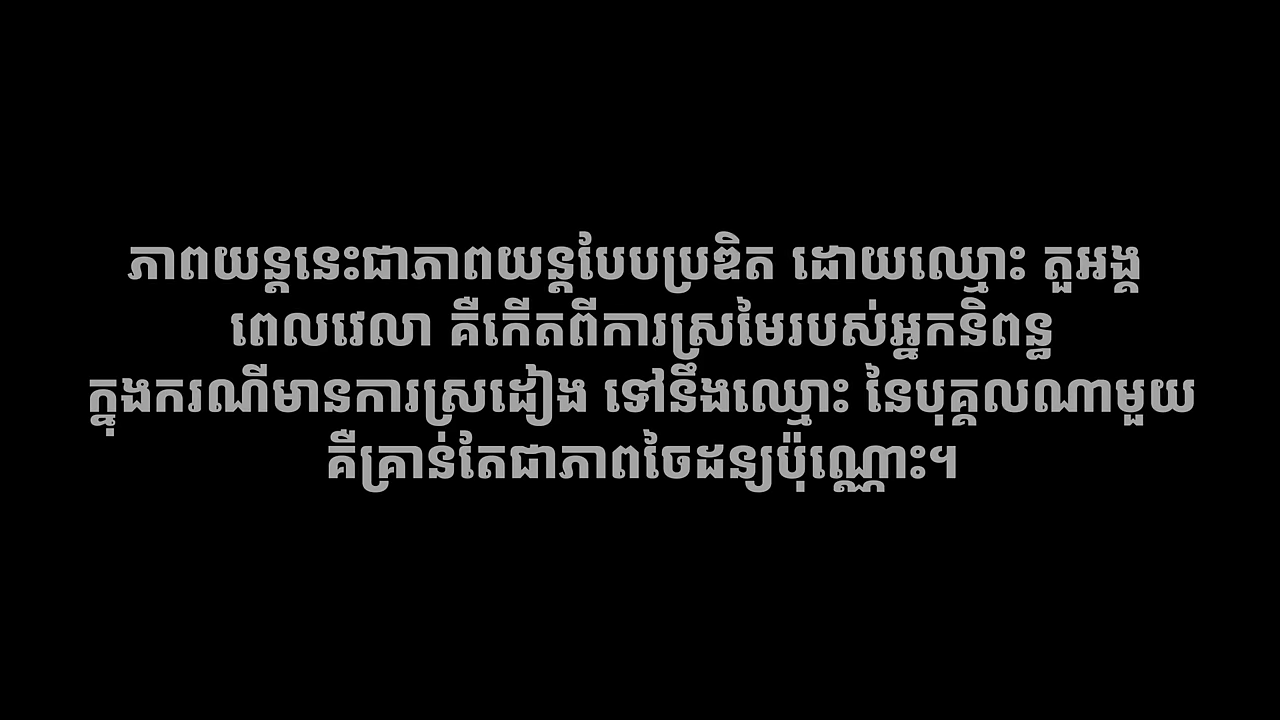 ភាពយន្តនេះជាភាពយន្តបែបប្រឌិត ដោយឈ្មោះ តួអង្គ
ពេលវេលា គឺកើតពីការស្រមៃរបស់អ្នកនិពន្ធ
ក្នុងករណីមានការស្រដៀង ទៅនឹងឈ្មោះ នៃបុគ្គលណាមួយ
គឺគ្រាន់តែជាភាពចៃដន្យប៉ុណ្ណោះ។